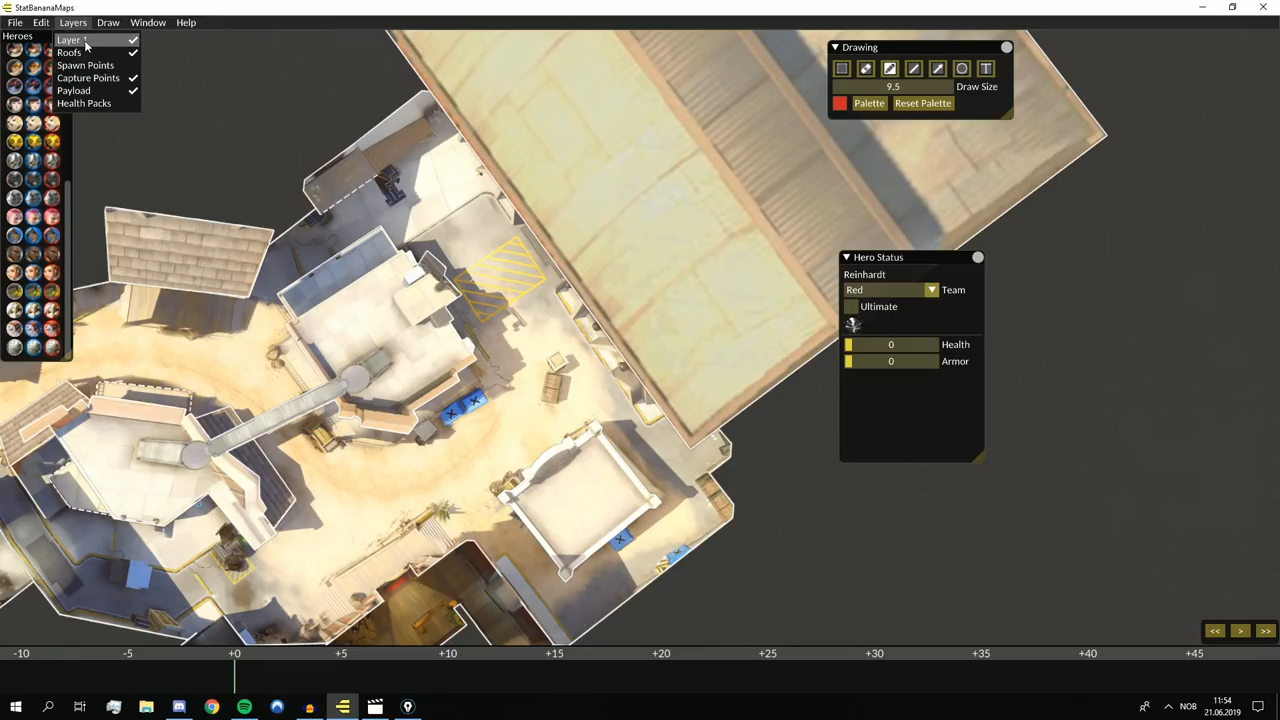 StatBananaMaps
File Edit Layers Draw Window Help
Heroes
Layer 1
Roofs
Spawn Points
Capture Points
Payload
Health Packs
Drawing
T
9.5 Draw Size
Palette Reset Palette
Hero Status
Reinhardt
Red Team
Ultimate
0 Health
0 Armor
<< > >>
-10 -5 +0 +5 +10 +15 +20 +25 +30 +35 +40 +45
NOB
11:54
21.06.2019